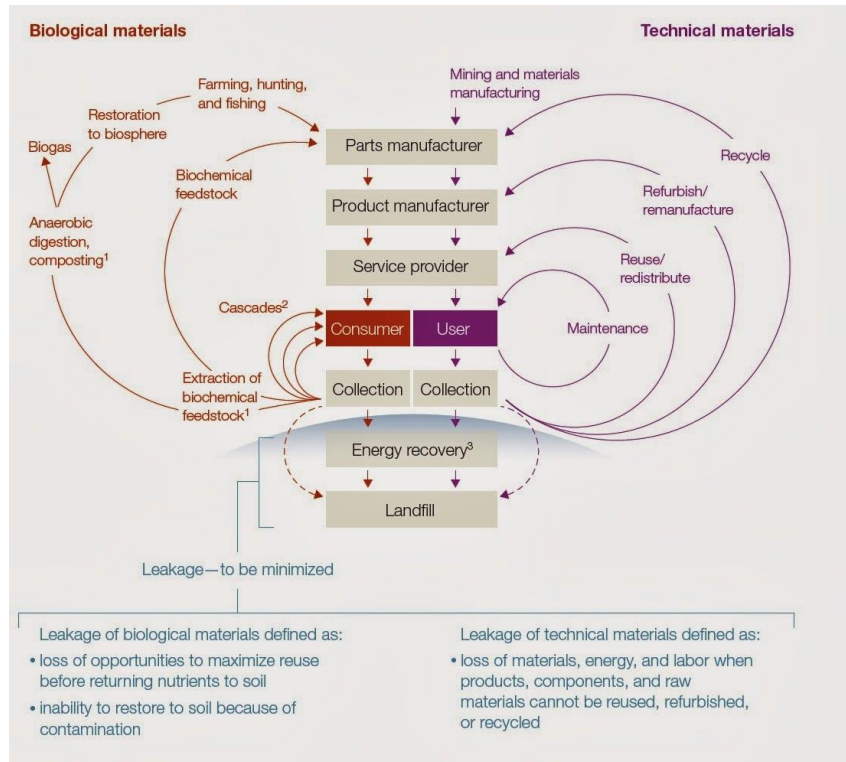 Biological materials
Technical materials
Mining and materials
manufacturing
Farming, hunting,
and fishing
Restoration
to biosphere
Biogas
Biochemical
feedstock
Anaerobic
digestion,
composting1
Parts manufacturer
Recycle
Product manufacturer
Refurbish/
remanufacture
Service provider
Reuse/
redistribute
Cascades2
Consumer
User
Maintenance
Extraction of
biochemical
feedstock1
Collection
Collection
Energy recovery3
Landfill
Leakage—to be minimized
Leakage of biological materials defined as:
• loss of opportunities to maximize reuse
before returning nutrients to soil
• inability to restore to soil because of
contamination
Leakage of technical materials defined as:
• loss of materials, energy, and labor when
products, components, and raw
materials cannot be reused, refurbished,
or recycled